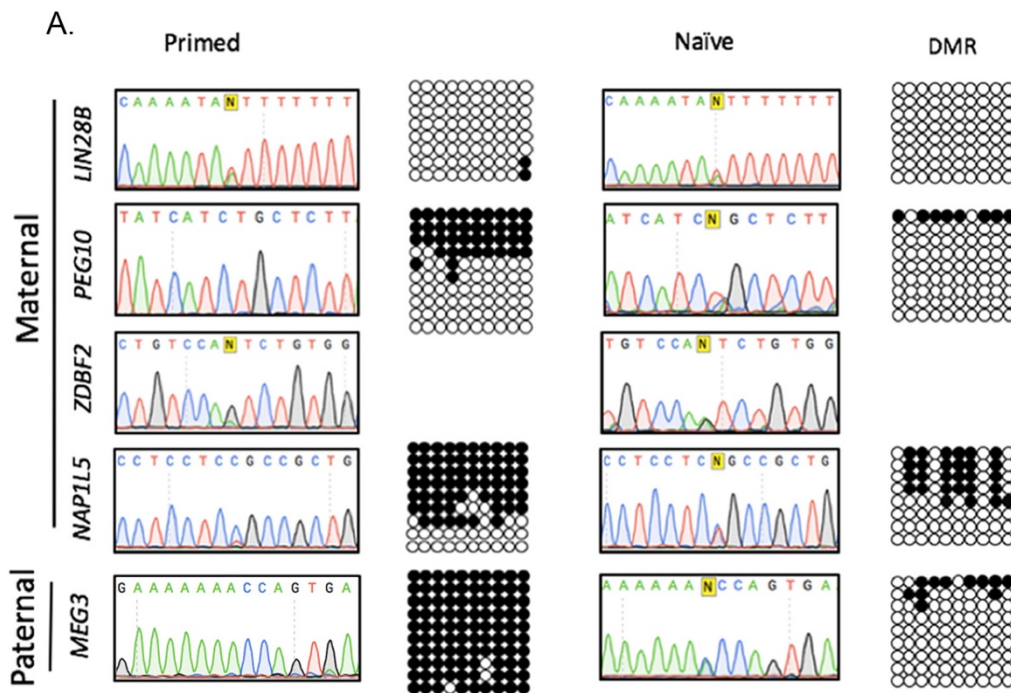 A.
Primed
Naïve
DMR
Maternal
LIN28B
CAAAATANTTTTTTT
CAAAATANTTTTTTT
PEG10
TATCATCTGCTCTT
ATCATCNGCTCTT
ZDBF2
CTGTCCANTCTGTGG
TGTCCANTCTGTGG
NAP1L5
CCTCCTCCGCCGCTG
CCTCCTCNGCCGCTG
Paternal
MEG3
GAAAAAAACCAGTGA
AAAAAANCCAGTGA